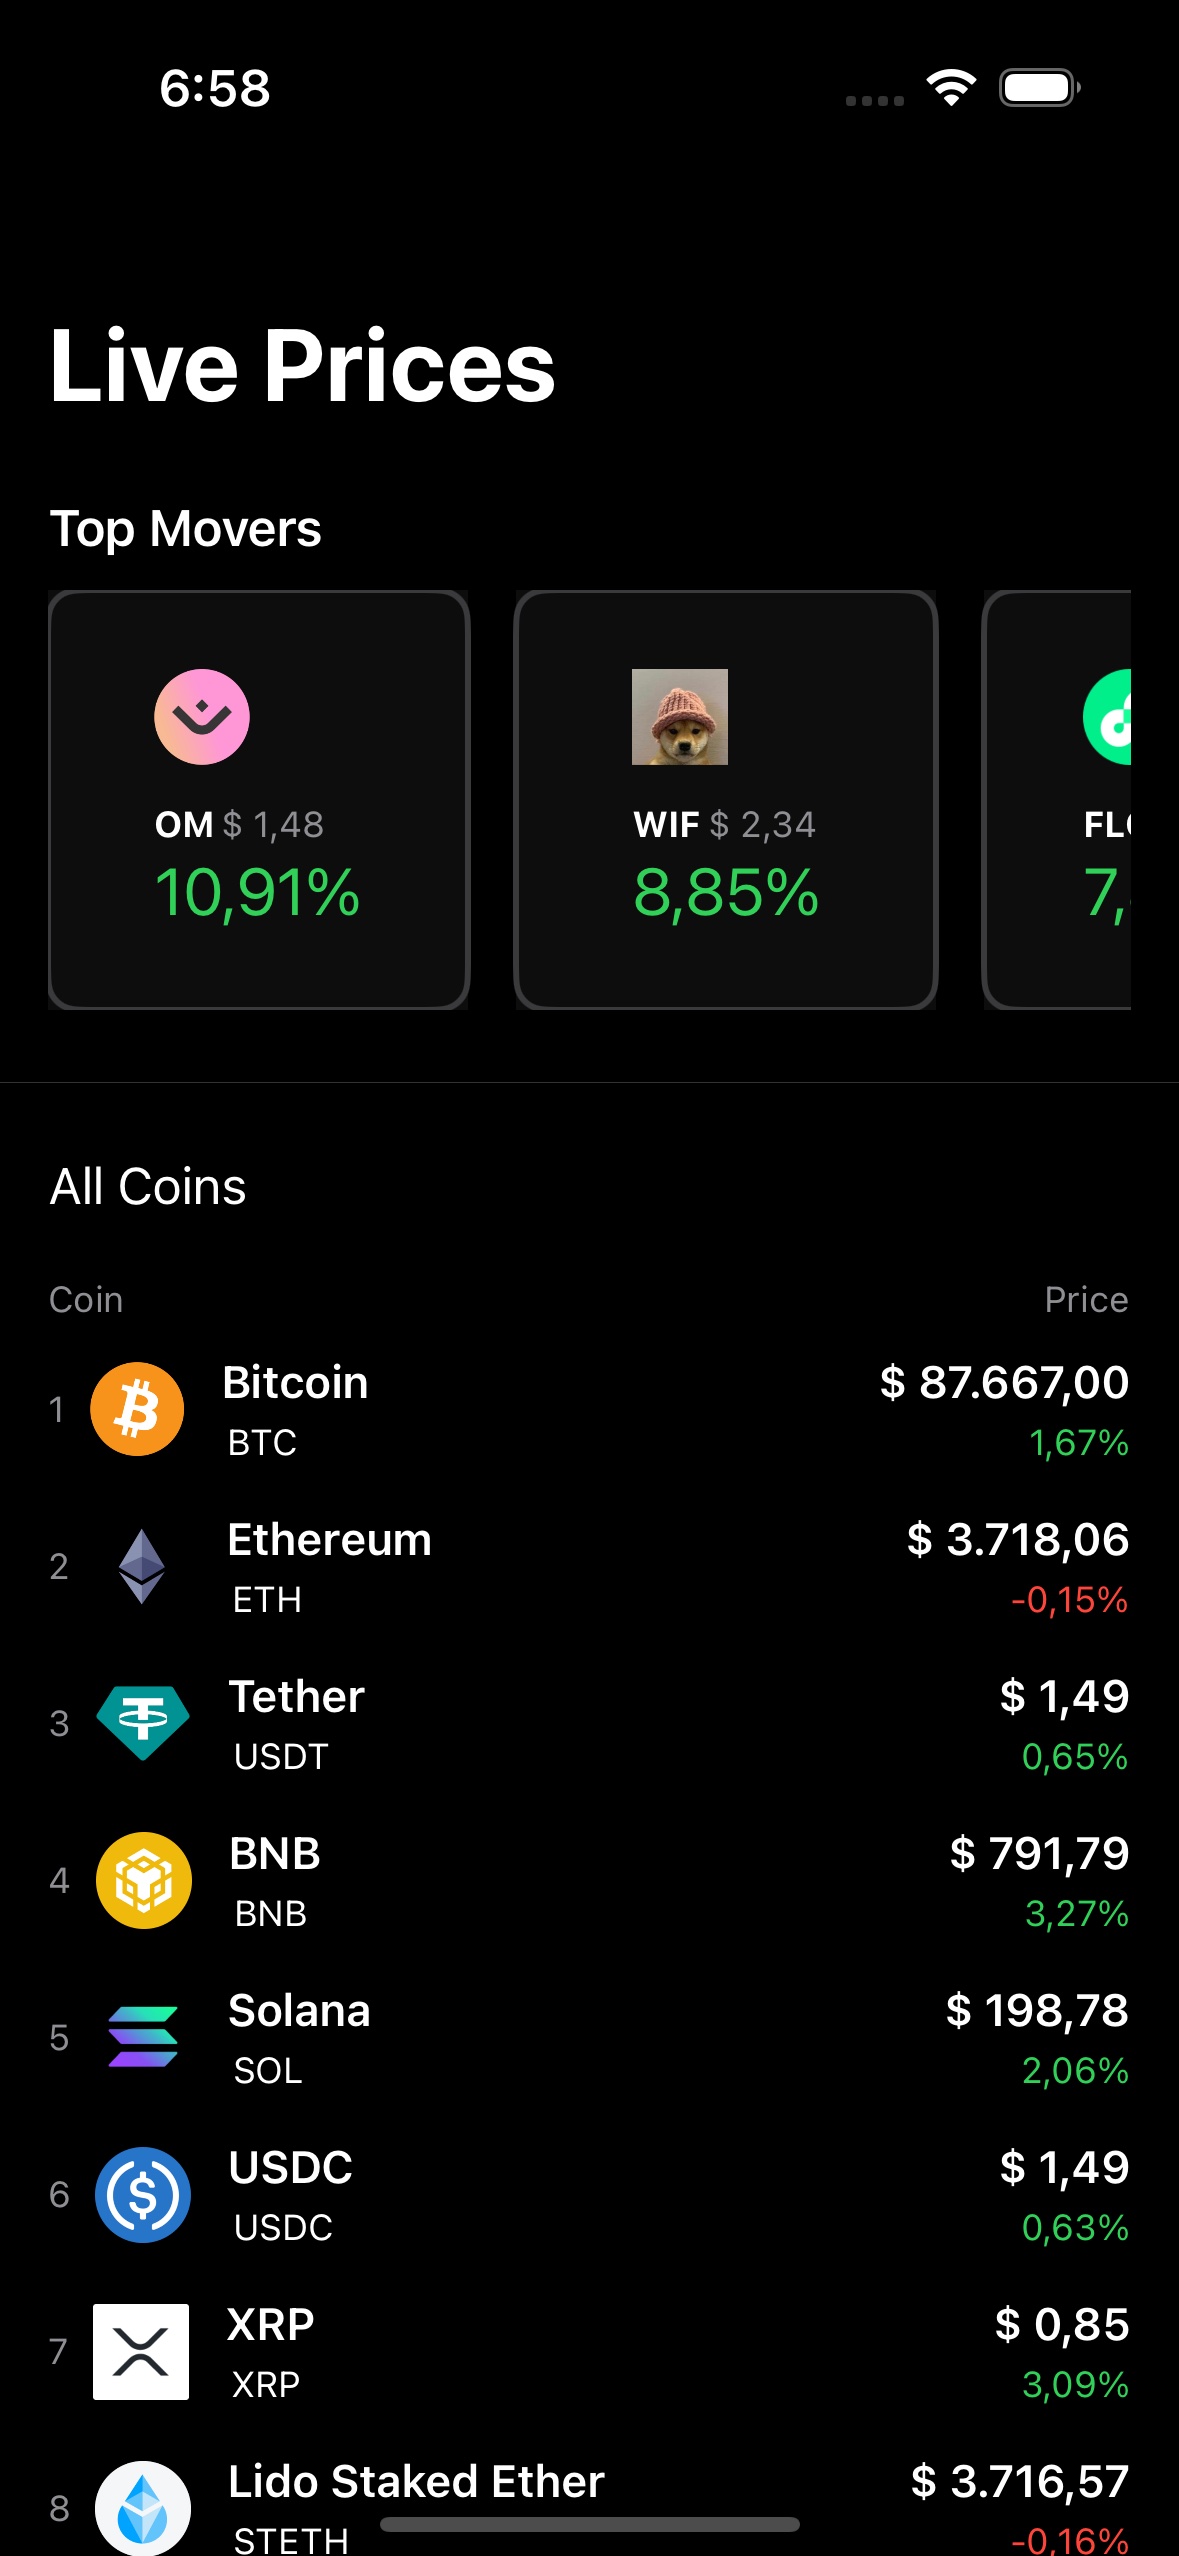 6:58
Live Prices
Top Movers
OM $ 1,48
10,91%
WIF $ 2,34
8,85%
All Coins
Coin Price
1 Bitcoin $ 87.667,00
BTC 1,67%
2 Ethereum $ 3.718,06
ETH -0,15%
3 Tether $ 1,49
USDT 0,65%
4 BNB $ 791,79
BNB 3,27%
5 Solana $ 198,78
SOL 2,06%
6 USDC $ 1,49
USDC 0,63%
7 XRP $ 0,85
XRP 3,09%
8 Lido Staked Ether $ 3.716,57
STETH -0,16%